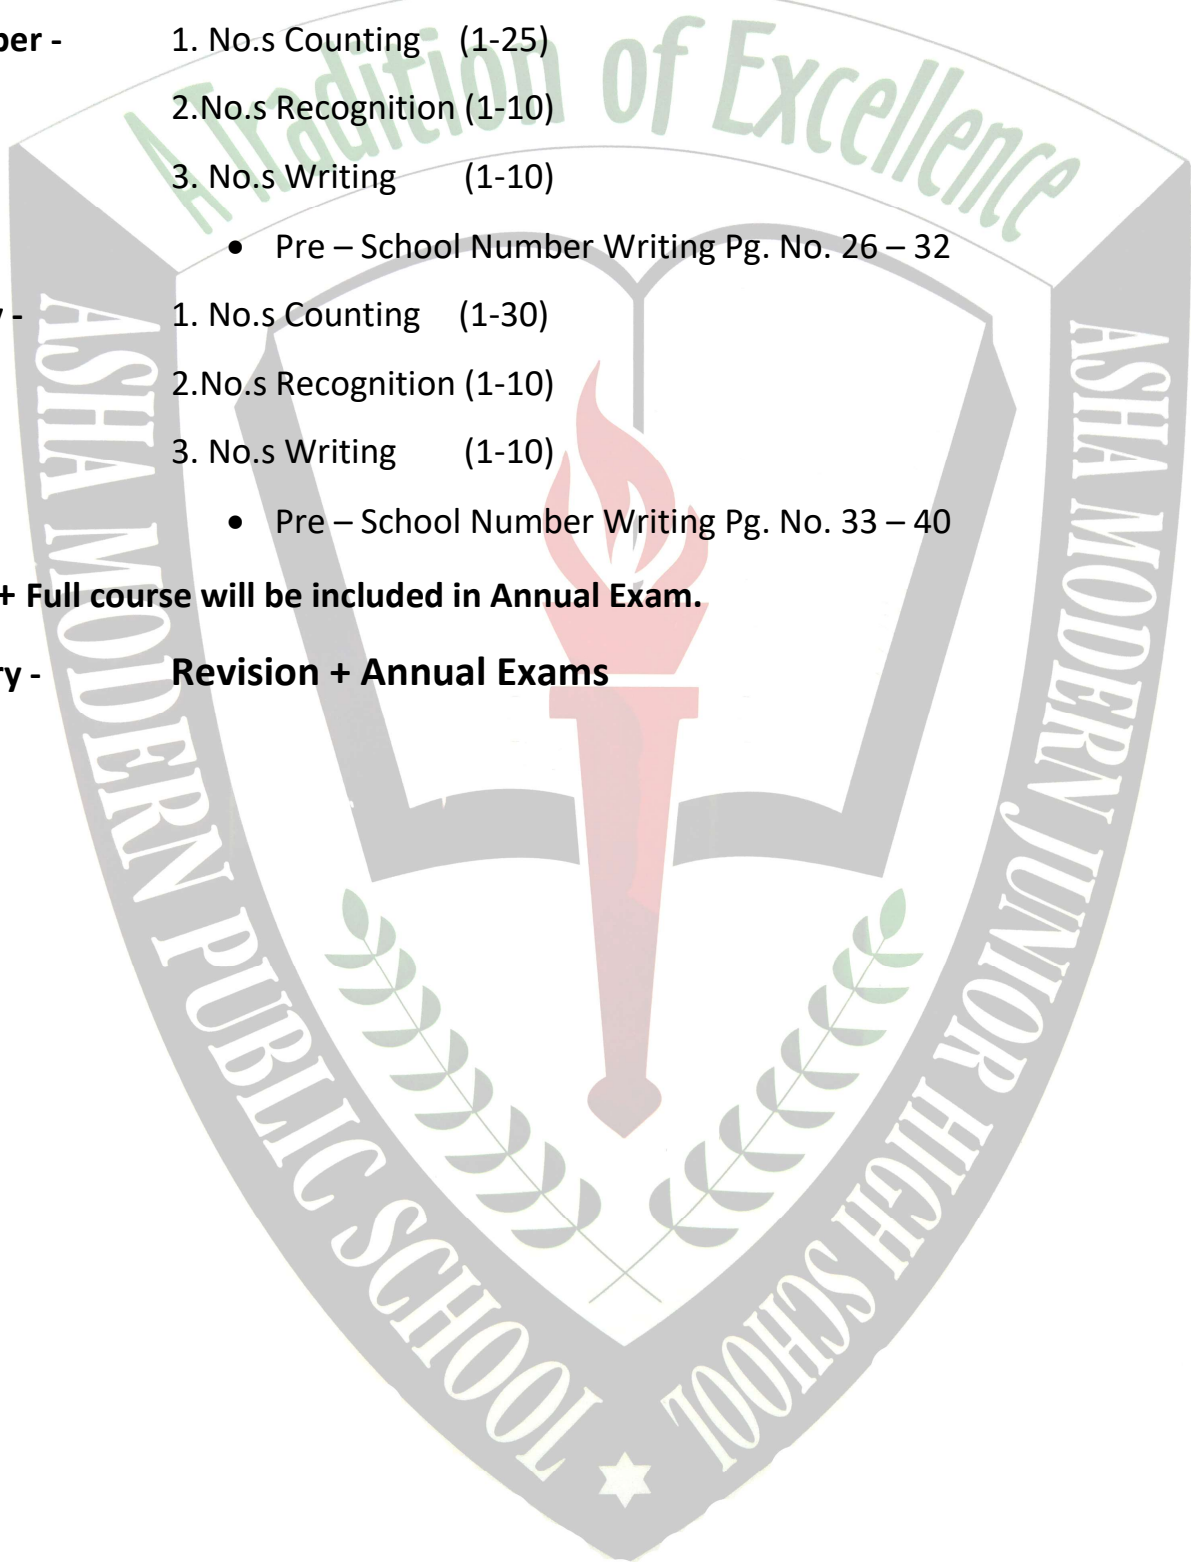 A Tradition of Excellence
ASHA MODERN PUBLIC SCHOOL
ASHA MODERN JUNIOR HIGH SCHOOL
ber - 1. No.s Counting (1-25)
2.No.s Recognition (1-10)
3. No.s Writing (1-10)
• Pre – School Number Writing Pg. No. 26 – 32
y - 1. No.s Counting (1-30)
2.No.s Recognition (1-10)
3. No.s Writing (1-10)
• Pre – School Number Writing Pg. No. 33 – 40
+ Full course will be included in Annual Exam.
ry - Revision + Annual Exams